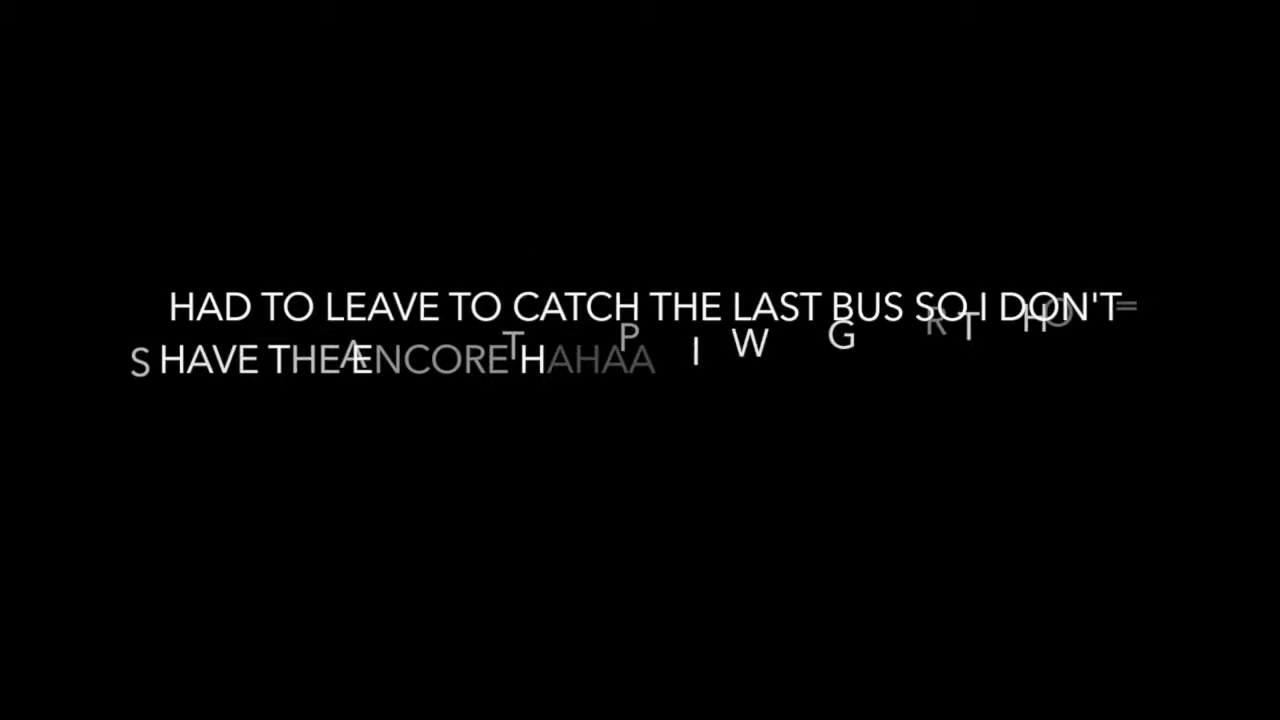 HAD TO LEAVE TO CATCH THE LAST BUS SO I DON'T
HAVE THE ENCORE HAHAA